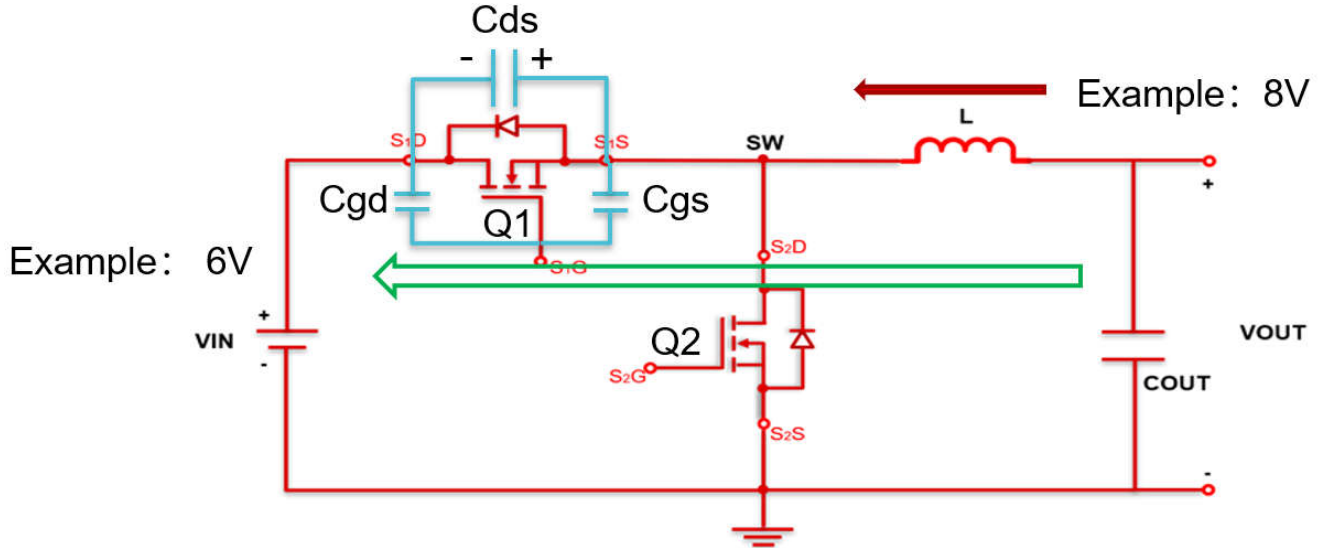 Cds
- +
Example： 8V
L
S₁D
S₁S
SW
Cgd
Q1
Cgs
+
Example： 6V
S₁G
S₂D
+
VIN
-
Q2
VOUT
S₂G
COUT
S₂S
-